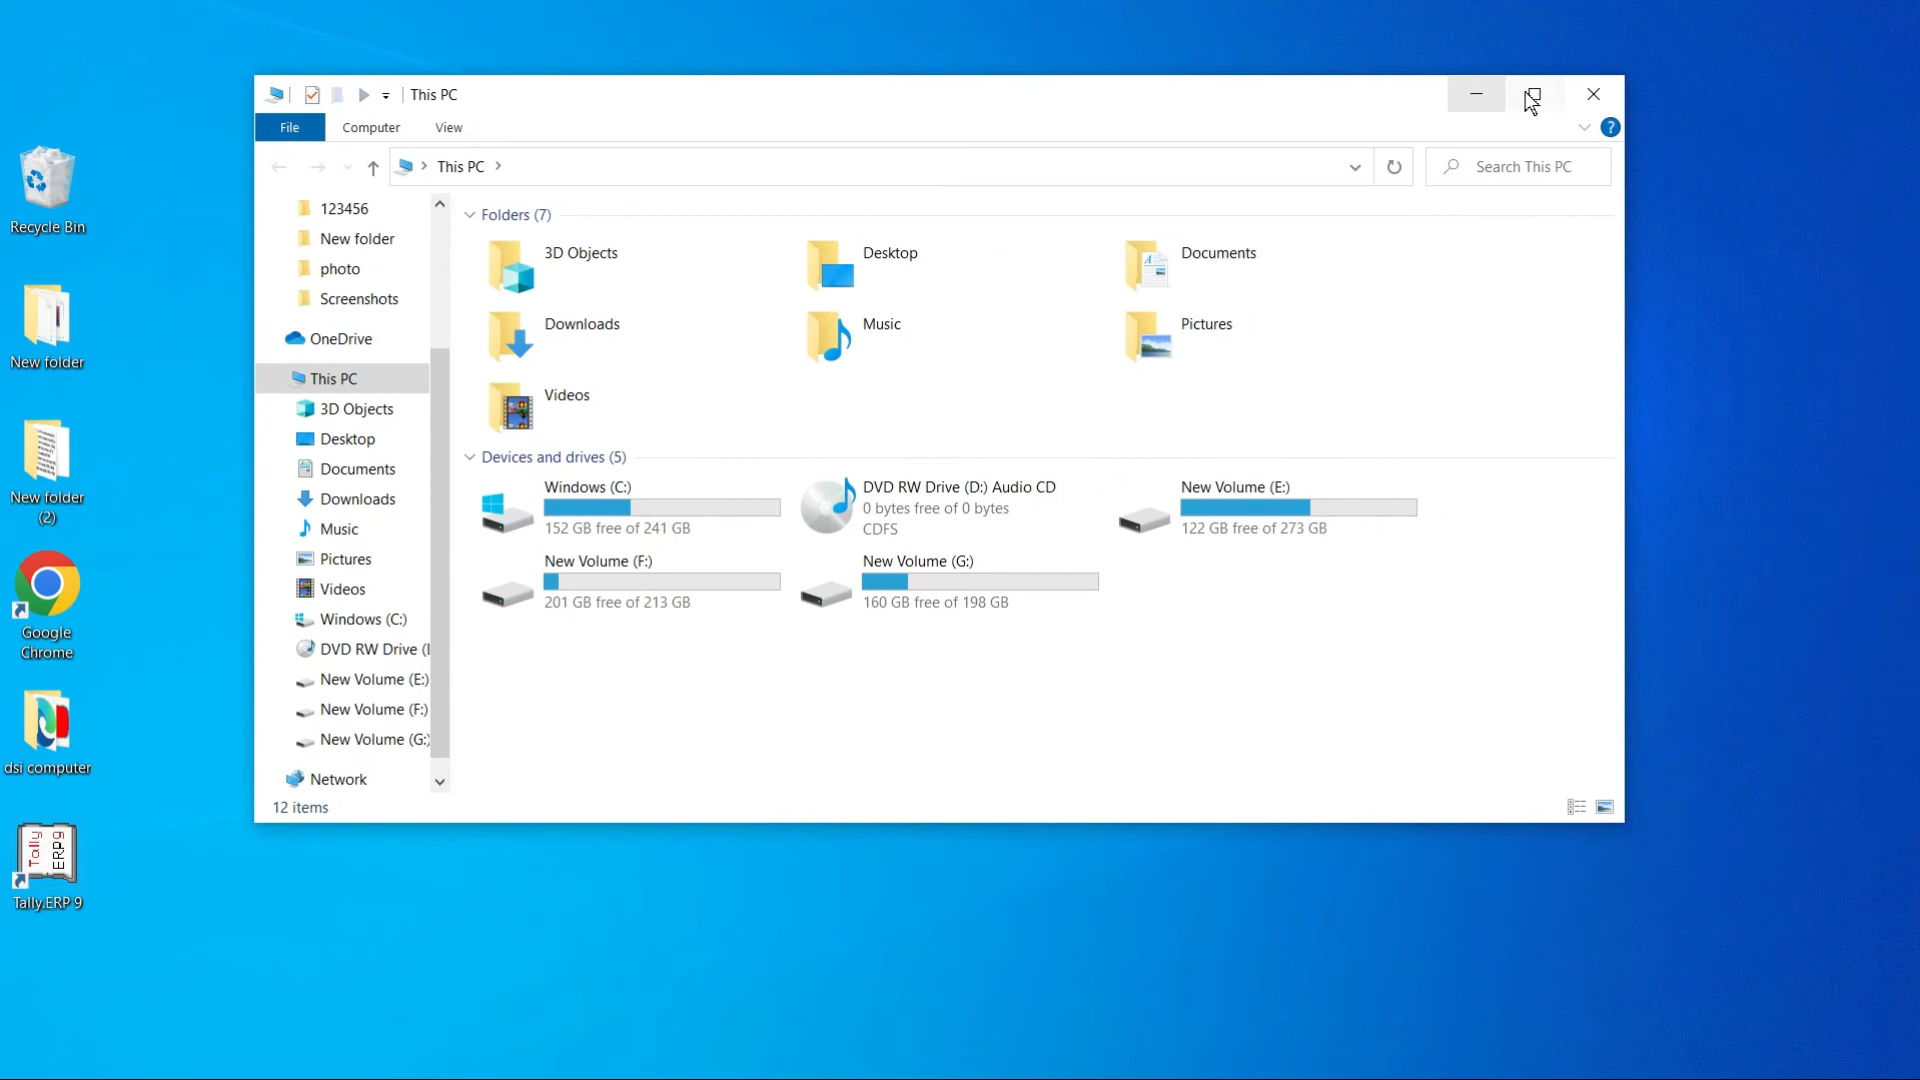 Recycle Bin
New folder
New folder
(2)
Google
Chrome
dsi computer
Tally
ERP9
Tally.ERP 9
This PC
File
Computer
View
?
This PC
Search This PC
123456
New folder
photo
Screenshots
OneDrive
This PC
3D Objects
Desktop
Documents
Downloads
Music
Pictures
Videos
Windows (C:)
DVD RW Drive (
New Volume (E:)
New Volume (F:)
New Volume (G:)
Network
12 items
Folders (7)
3D Objects
Desktop
Documents
Downloads
Music
Pictures
Videos
Devices and drives (5)
Windows (C:)
152 GB free of 241 GB
DVD RW Drive (D:) Audio CD
0 bytes free of 0 bytes
CDFS
New Volume (E:)
122 GB free of 273 GB
New Volume (F:)
201 GB free of 213 GB
New Volume (G:)
160 GB free of 198 GB